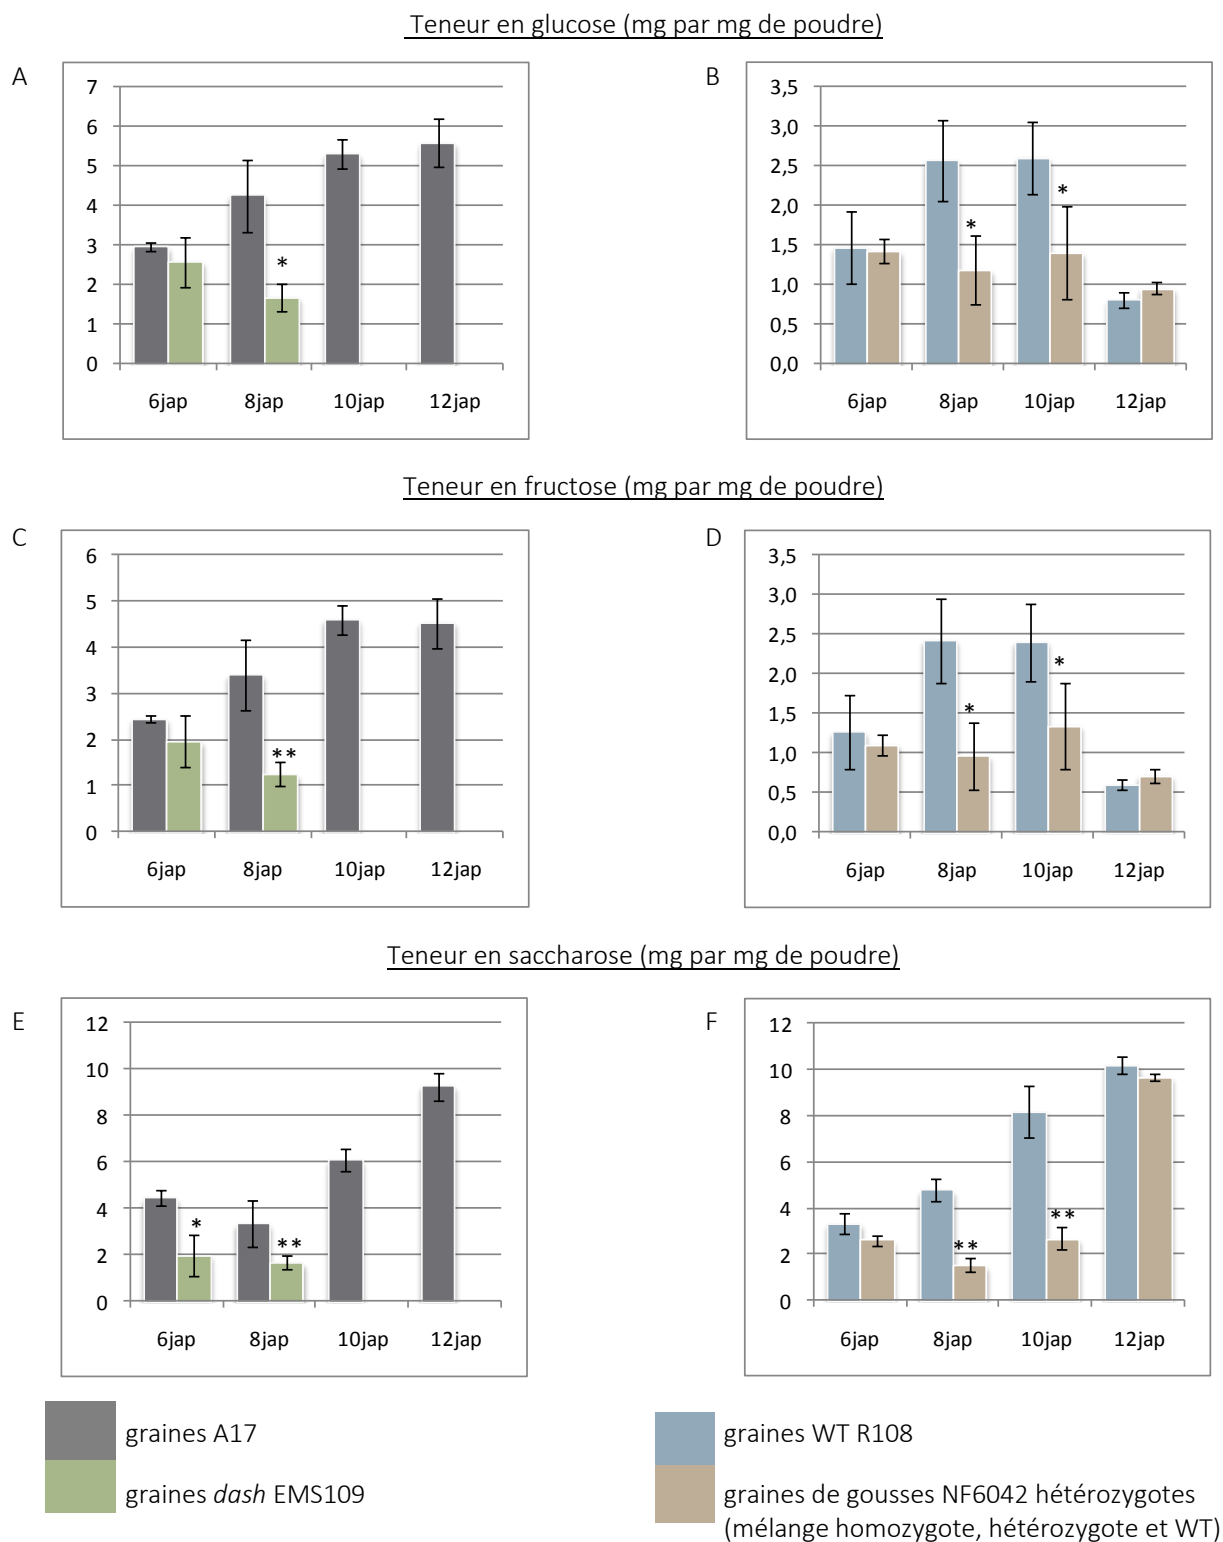 Teneur en glucose (mg par mg de poudre)
A
7
6
5
4
3
2
1
0
*
6jap 8jap 10jap 12jap
B
3,5
3,0
2,5
2,0
1,5
1,0
0,5
0,0
*
*
6jap 8jap 10jap 12jap
Teneur en fructose (mg par mg de poudre)
C
6
5
4
3
2
1
0
**
6jap 8jap 10jap 12jap
D
3,5
3,0
2,5
2,0
1,5
1,0
0,5
0,0
*
*
6jap 8jap 10jap 12jap
Teneur en saccharose (mg par mg de poudre)
E
12
10
8
6
4
2
0
*
**
6jap 8jap 10jap 12jap
F
12
10
8
6
4
2
0
**
**
6jap 8jap 10jap 12jap
graines A17
graines dash EMS109
graines WT R108
graines de gousses NF6042 hétérozygotes
(mélange homozygote, hétérozygote et WT)